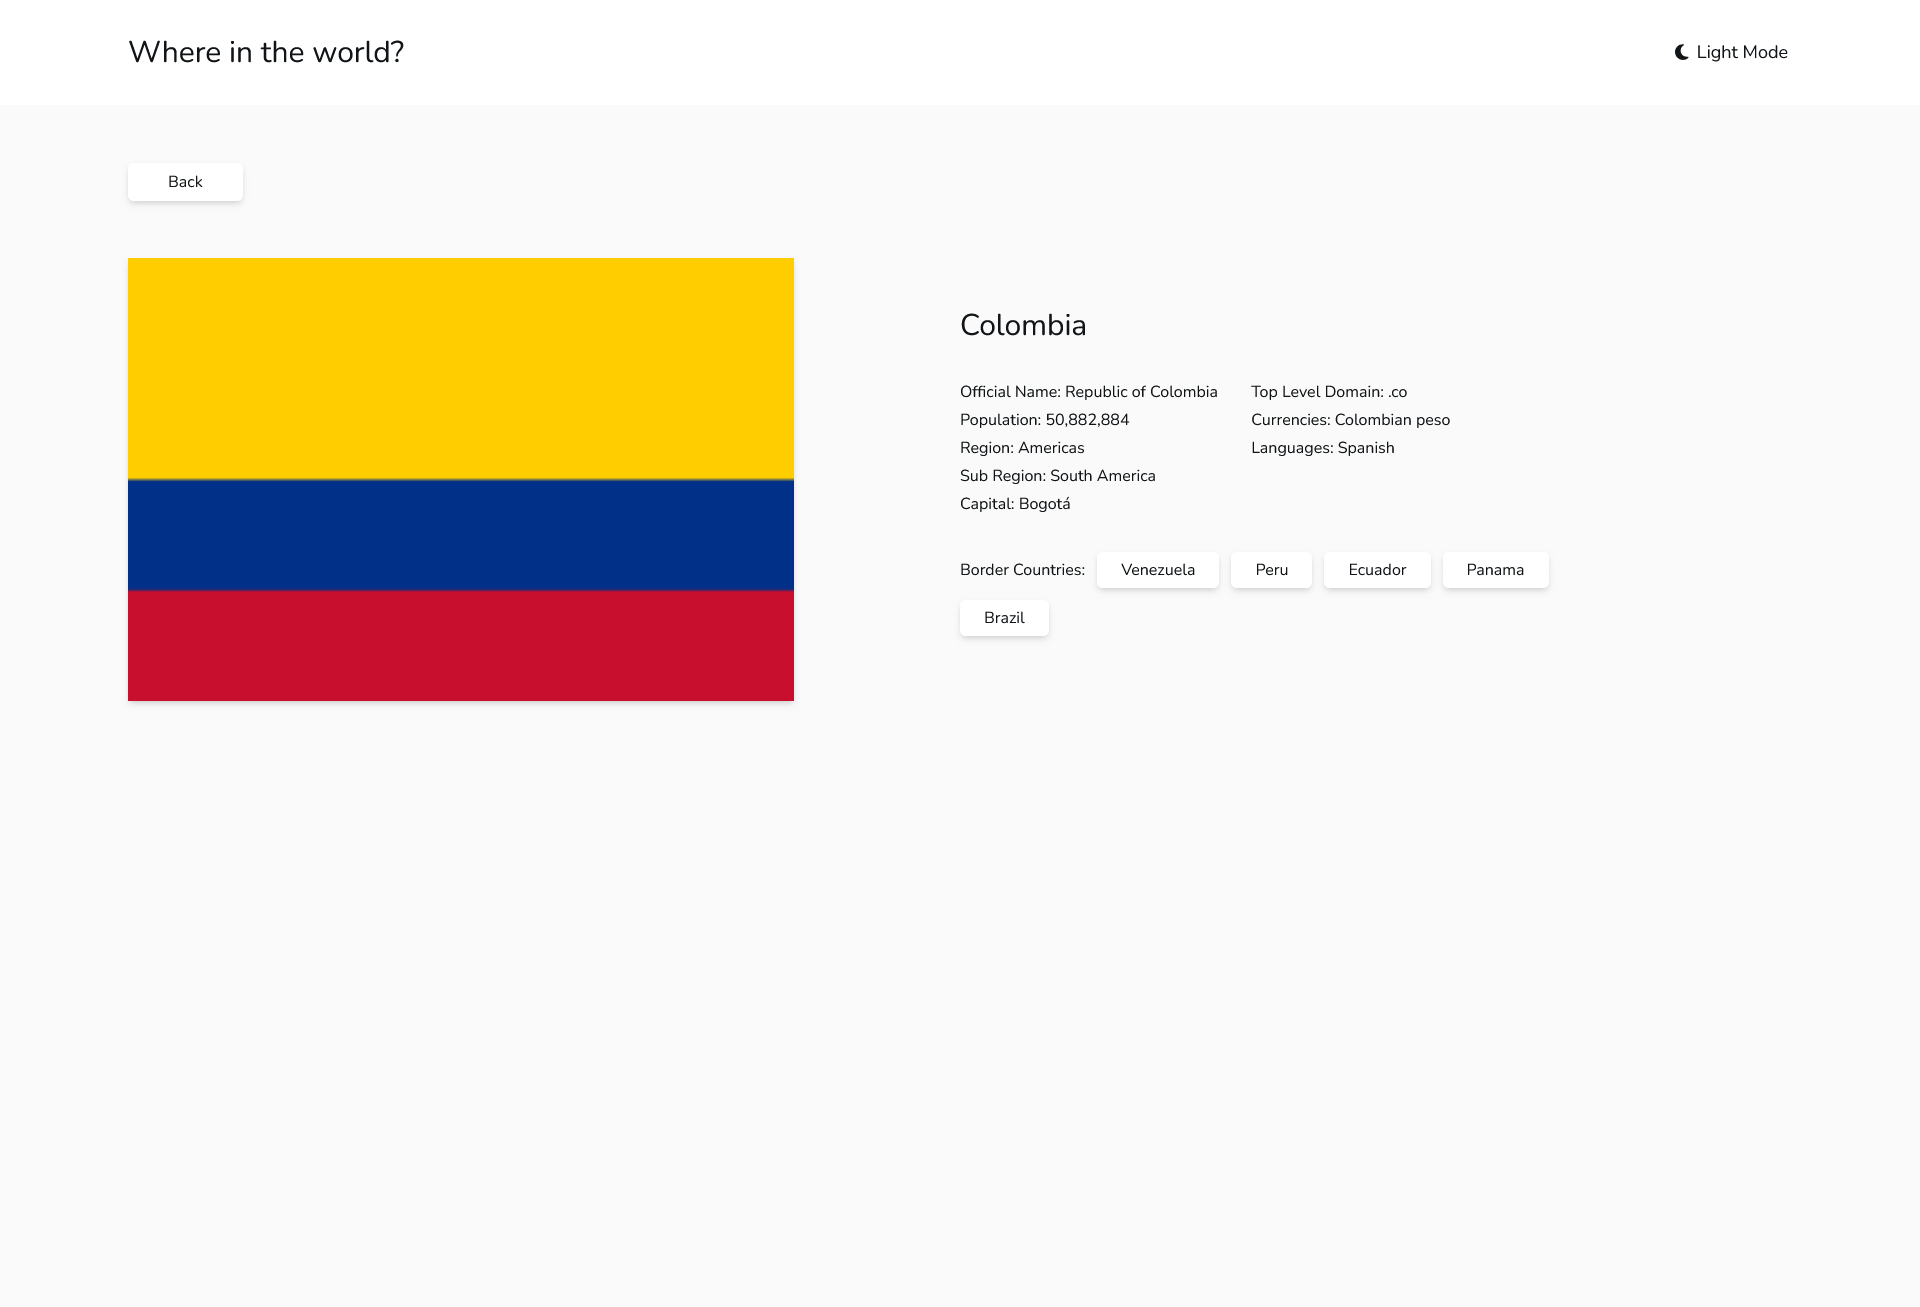 Where in the world?
Light Mode
Back
Colombia
Official Name: Republic of Colombia
Population: 50,882,884
Region: Americas
Sub Region: South America
Capital: Bogotá
Top Level Domain: .co
Currencies: Colombian peso
Languages: Spanish
Border Countries: Venezuela Peru Ecuador Panama
Brazil